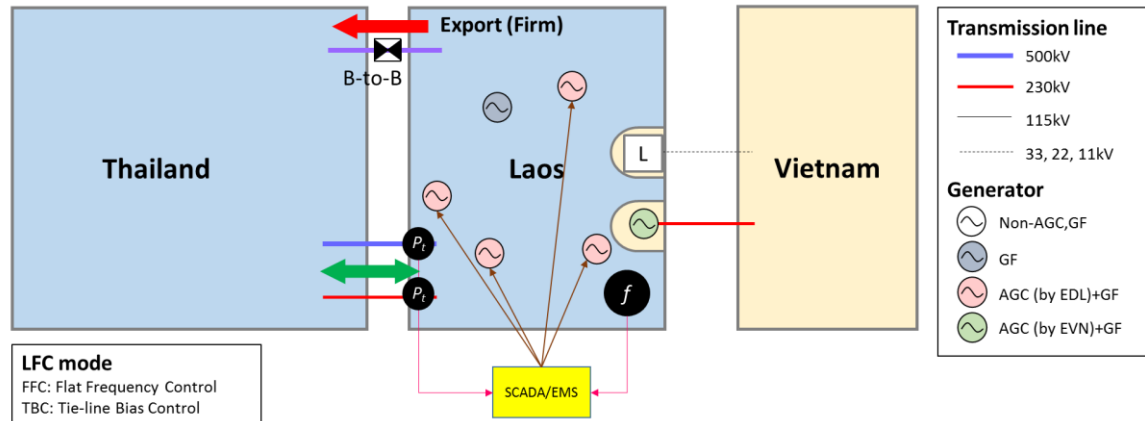 Export (Firm)
B-to-B
Thailand
Laos
Vietnam
L
Pt
Pt
f
SCADA/EMS
LFC mode
FFC: Flat Frequency Control
TBC: Tie-line Bias Control
Transmission line
500kV
230kV
115kV
33, 22, 11kV
Generator
Non-AGC,GF
GF
AGC (by EDL)+GF
AGC (by EVN)+GF